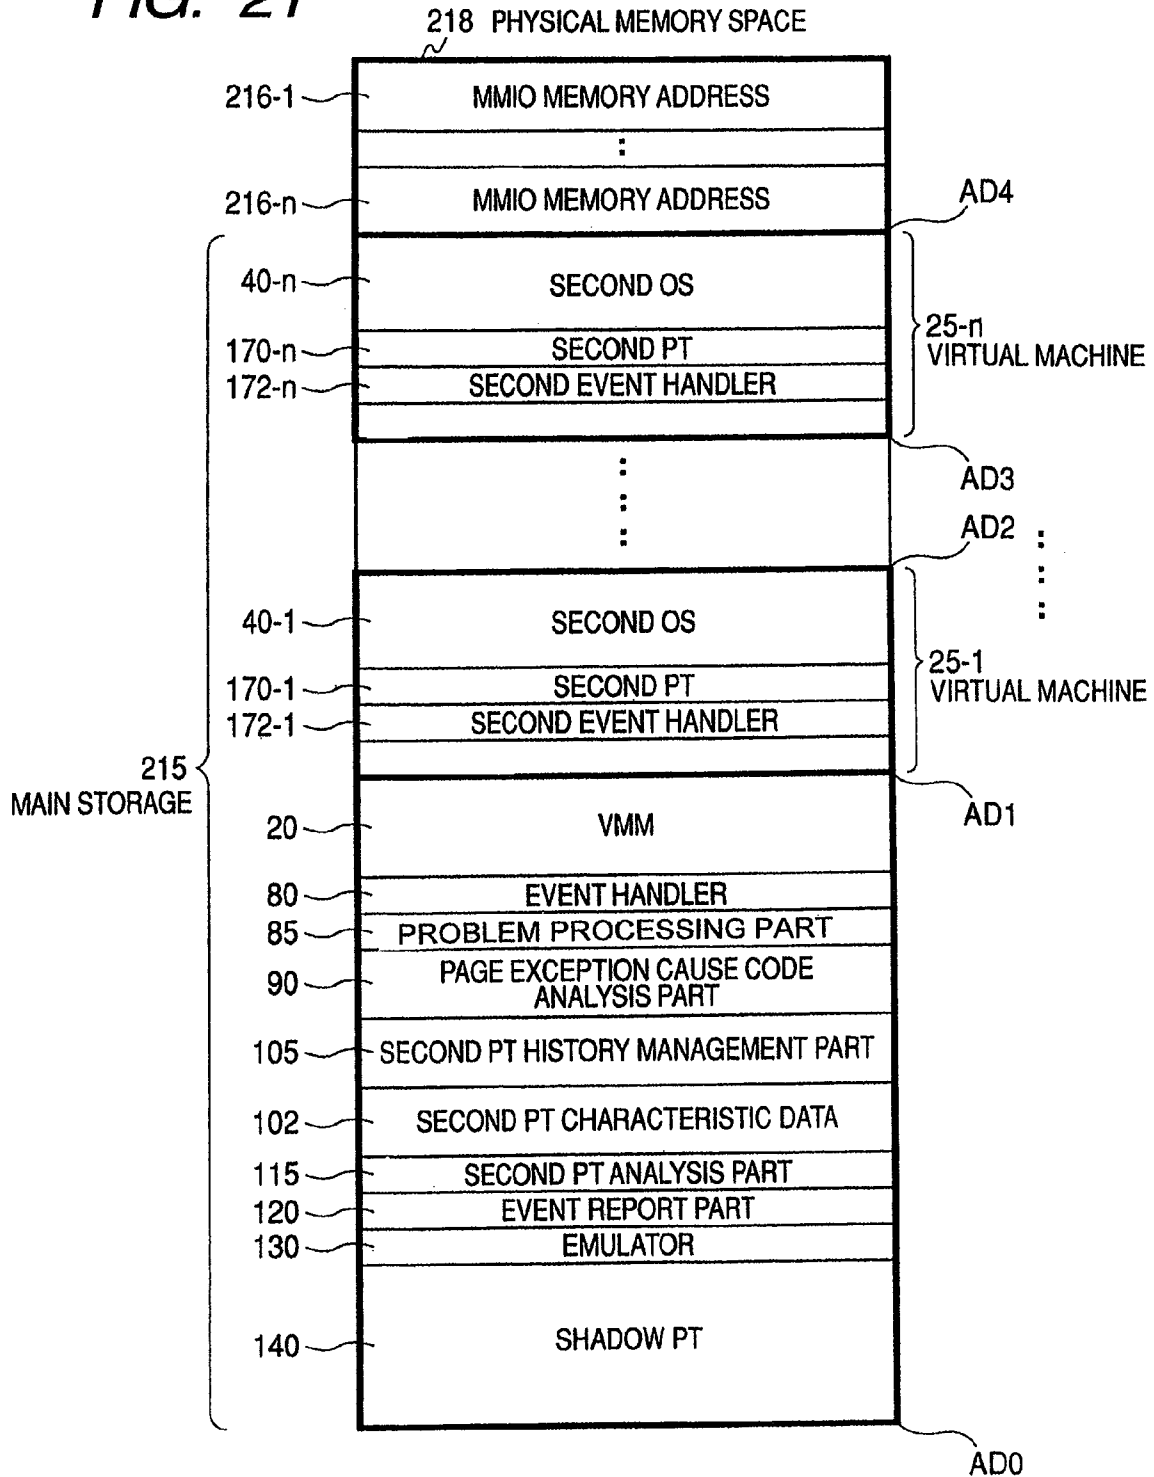 FIG. 21
218 PHYSICAL MEMORY SPACE
216-1 MMIO MEMORY ADDRESS
216-n MMIO MEMORY ADDRESS
AD4
40-n SECOND OS
25-n
VIRTUAL MACHINE
170-n SECOND PT
172-n SECOND EVENT HANDLER
AD3
AD2
40-1 SECOND OS
25-1
VIRTUAL MACHINE
170-1 SECOND PT
172-1 SECOND EVENT HANDLER
215
MAIN STORAGE
AD1
20 VMM
80 EVENT HANDLER
85 PROBLEM PROCESSING PART
90 PAGE EXCEPTION CAUSE CODE
ANALYSIS PART
105 SECOND PT HISTORY MANAGEMENT PART
102 SECOND PT CHARACTERISTIC DATA
115 SECOND PT ANALYSIS PART
120 EVENT REPORT PART
130 EMULATOR
140 SHADOW PT
AD0